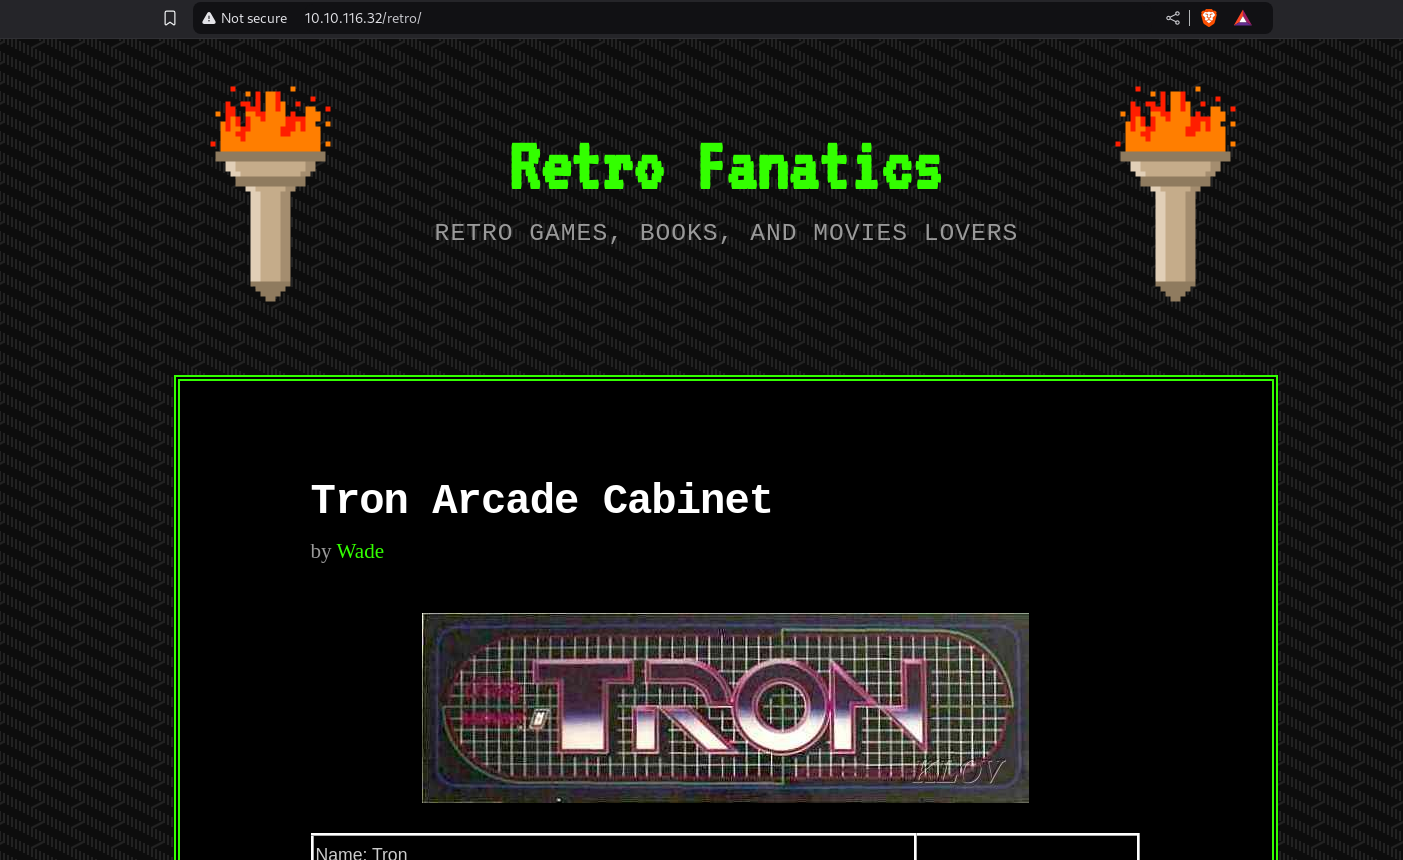 Not secure 10.10.116.32/retro/
Retro Fanatics
RETRO GAMES, BOOKS, AND MOVIES LOVERS
Tron Arcade Cabinet
by Wade
TRON
KLOV
Name: Tron